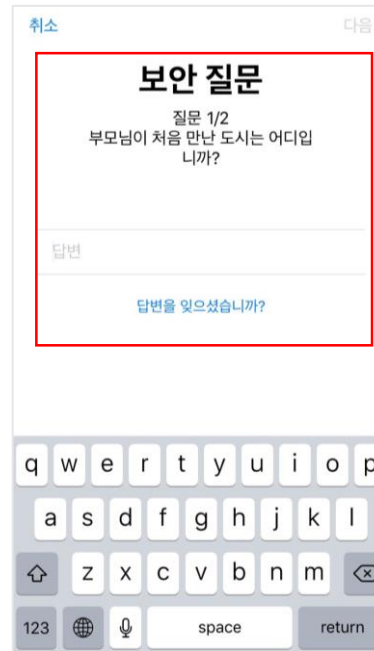 취소 다음
보안 질문
질문 1/2
부모님이 처음 만난 도시는 어디입
니까?
답변
답변을 잊으셨습니까?
q w e r t y u i o p
a s d f g h j k l
z x c v b n m
123 space return